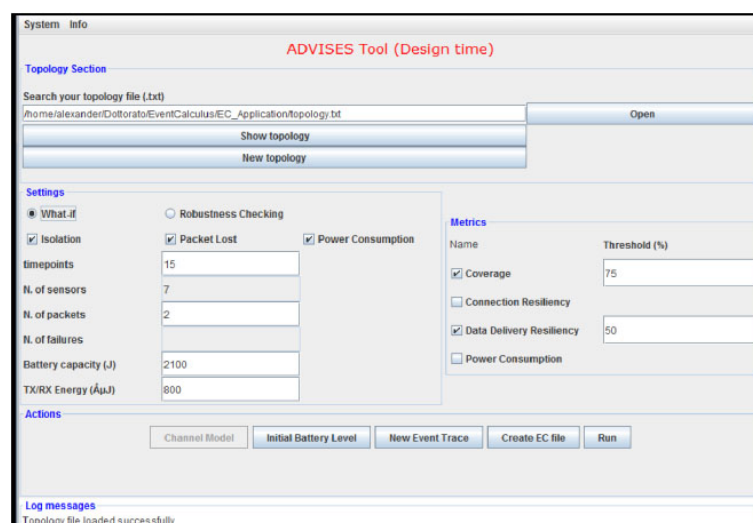 System Info
ADVISES Tool (Design time)
Topology Section
Search your topology file (.txt)
/home/alexander/Dottorato/EventCalculus/EC_Application/topology.txt Open
Show topology
New topology
Settings
What-if Robustness Checking
Isolation Packet Lost Power Consumption
timepoints 15
N. of sensors 7
N. of packets 2
N. of failures
Battery capacity (J) 2100
TX/RX Energy (ÂµJ) 800
Metrics
Name Threshold (%)
Coverage 75
Connection Resiliency
Data Delivery Resiliency 50
Power Consumption
Actions
Channel Model Initial Battery Level New Event Trace Create EC file Run
Log messages
Topology file loaded successfully